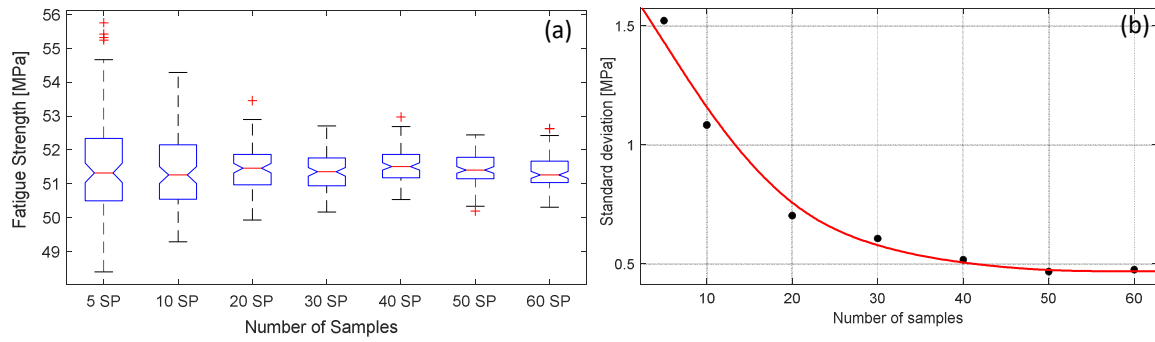 (a)
Fatigue Strength [MPa]
56
55
54
53
52
51
50
49
5 SP 10 SP 20 SP 30 SP 40 SP 50 SP 60 SP
Number of Samples
(b)
Standard deviation [MPa]
1.5
1
0.5
10 20 30 40 50 60
Number of samples